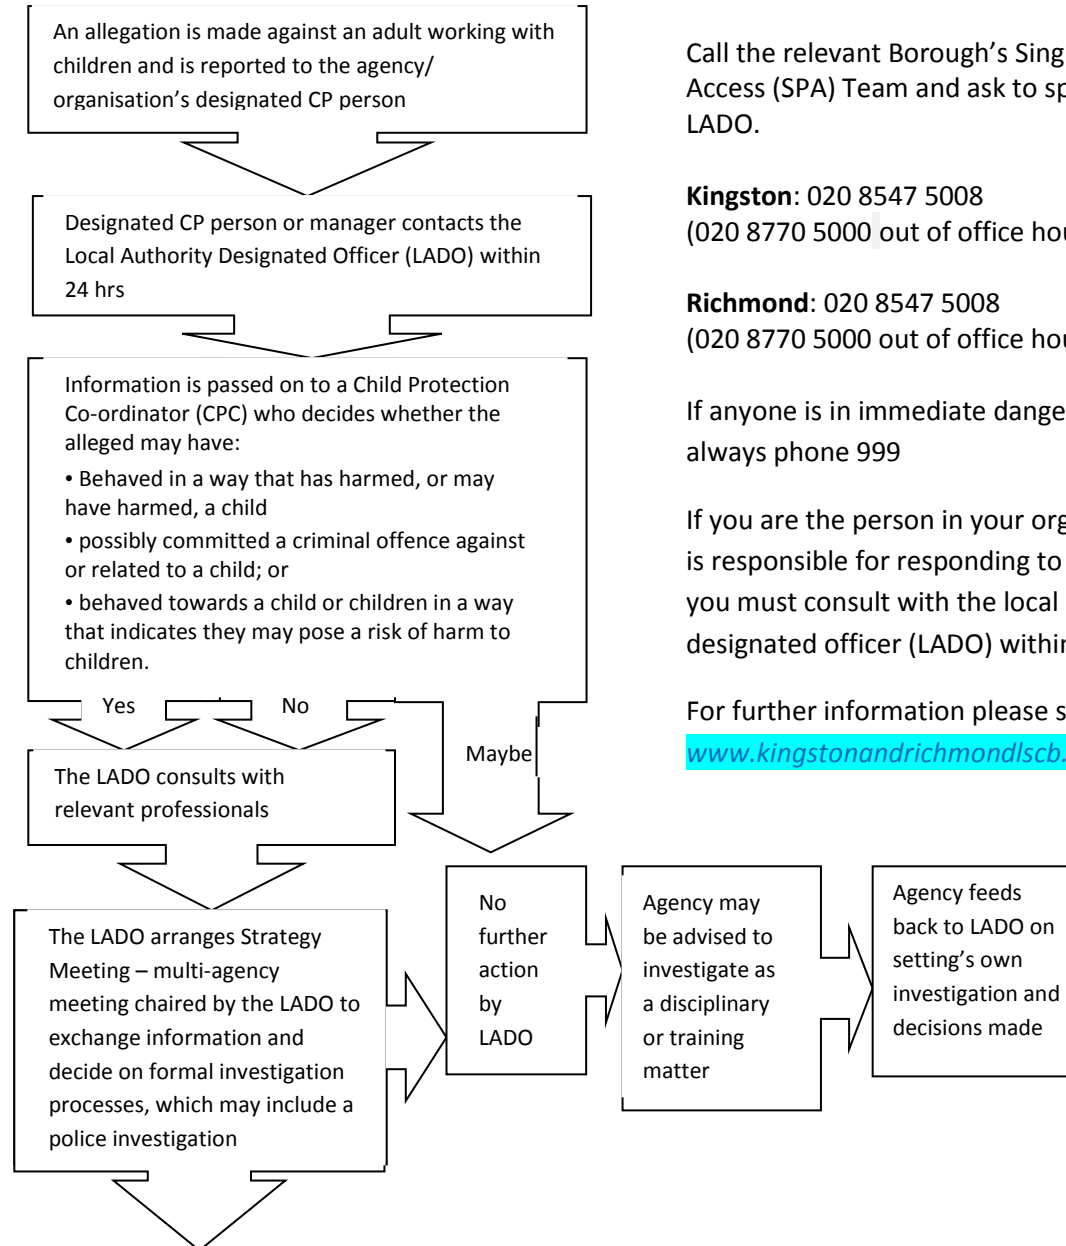 An allegation is made against an adult working with
children and is reported to the agency/
organisation’s designated CP person
Designated CP person or manager contacts the
Local Authority Designated Officer (LADO) within
24 hrs
Information is passed on to a Child Protection
Co-ordinator (CPC) who decides whether the
alleged may have:
• Behaved in a way that has harmed, or may
have harmed, a child
• possibly committed a criminal offence against
or related to a child; or
• behaved towards a child or children in a way
that indicates they may pose a risk of harm to
children.
Yes
No
Maybe
The LADO consults with
relevant professionals
The LADO arranges Strategy
Meeting – multi-agency
meeting chaired by the LADO to
exchange information and
decide on formal investigation
processes, which may include a
police investigation
No
further
action
by
LADO
Agency may
be advised to
investigate as
a disciplinary
or training
matter
Agency feeds
back to LADO on
setting’s own
investigation and
decisions made
Call the relevant Borough’s Sing
Access (SPA) Team and ask to sp
LADO.
Kingston: 020 8547 5008
(020 8770 5000 out of office hou
Richmond: 020 8547 5008
(020 8770 5000 out of office hou
If anyone is in immediate dange
always phone 999
If you are the person in your org
is responsible for responding to
you must consult with the local
designated officer (LADO) within
For further information please s
www.kingstonandrichmondlscb.